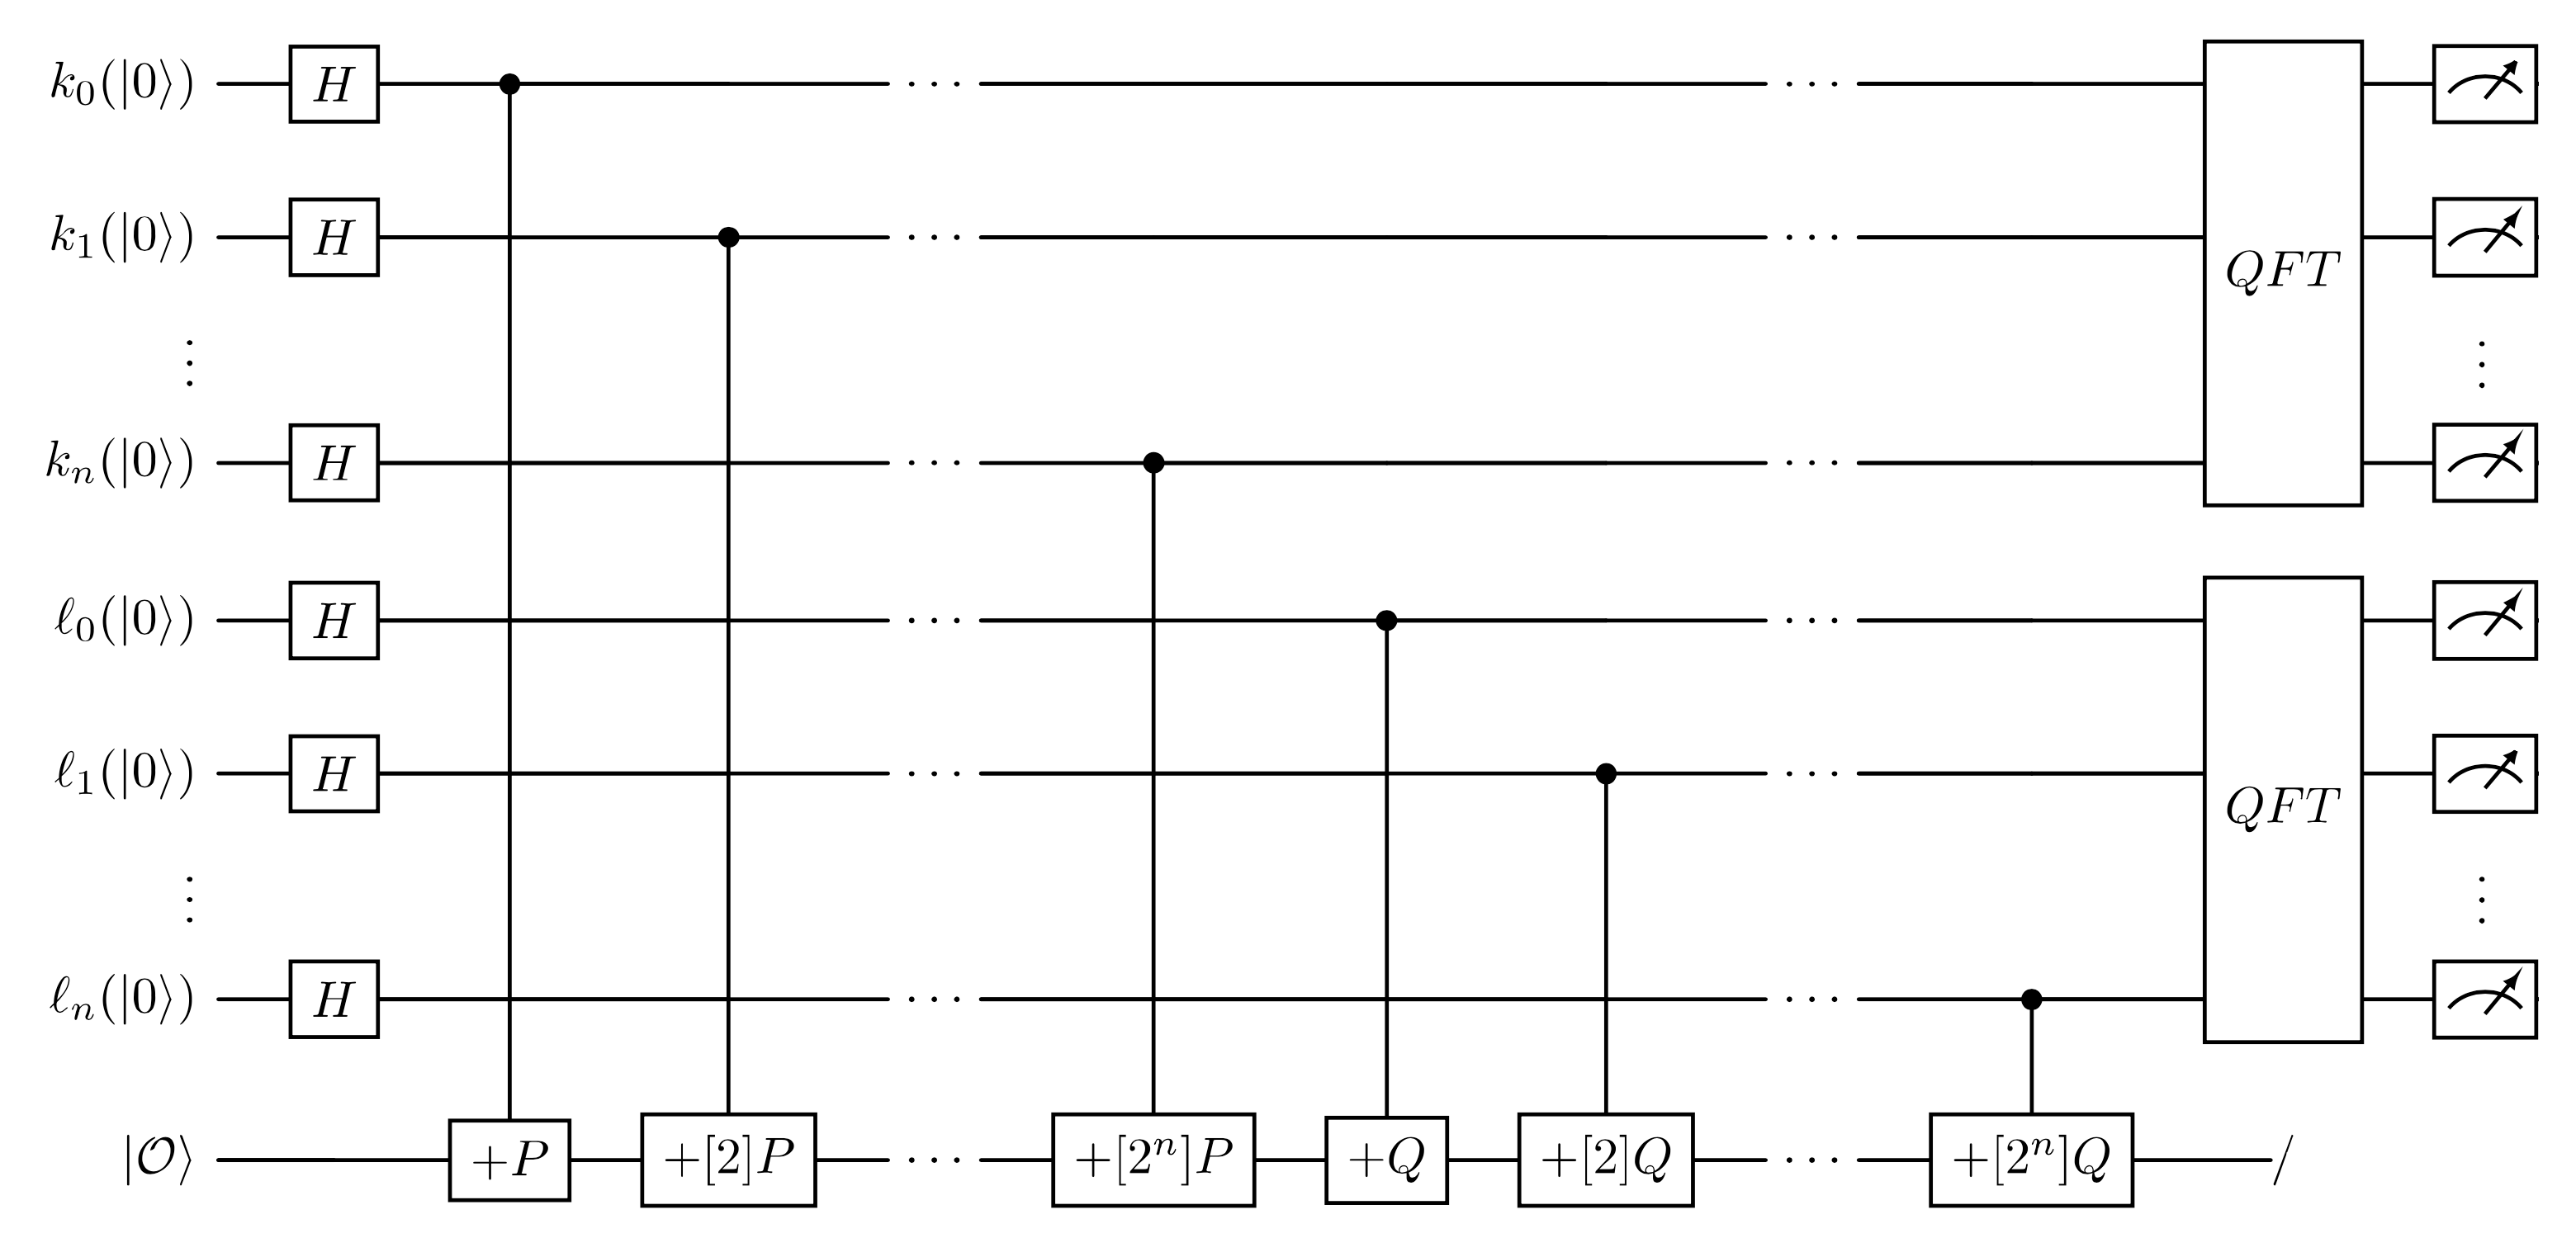 k₀(|0⟩) H
k₁(|0⟩) H
QFT
⋮ ⋮
kₙ(|0⟩) H
ℓ₀(|0⟩) H
ℓ₁(|0⟩) H
QFT
⋮ ⋮
ℓₙ(|0⟩) H
|𝒪⟩ +P +[2]P ··· +[2ⁿ]P +Q +[2]Q ··· +[2ⁿ]Q /